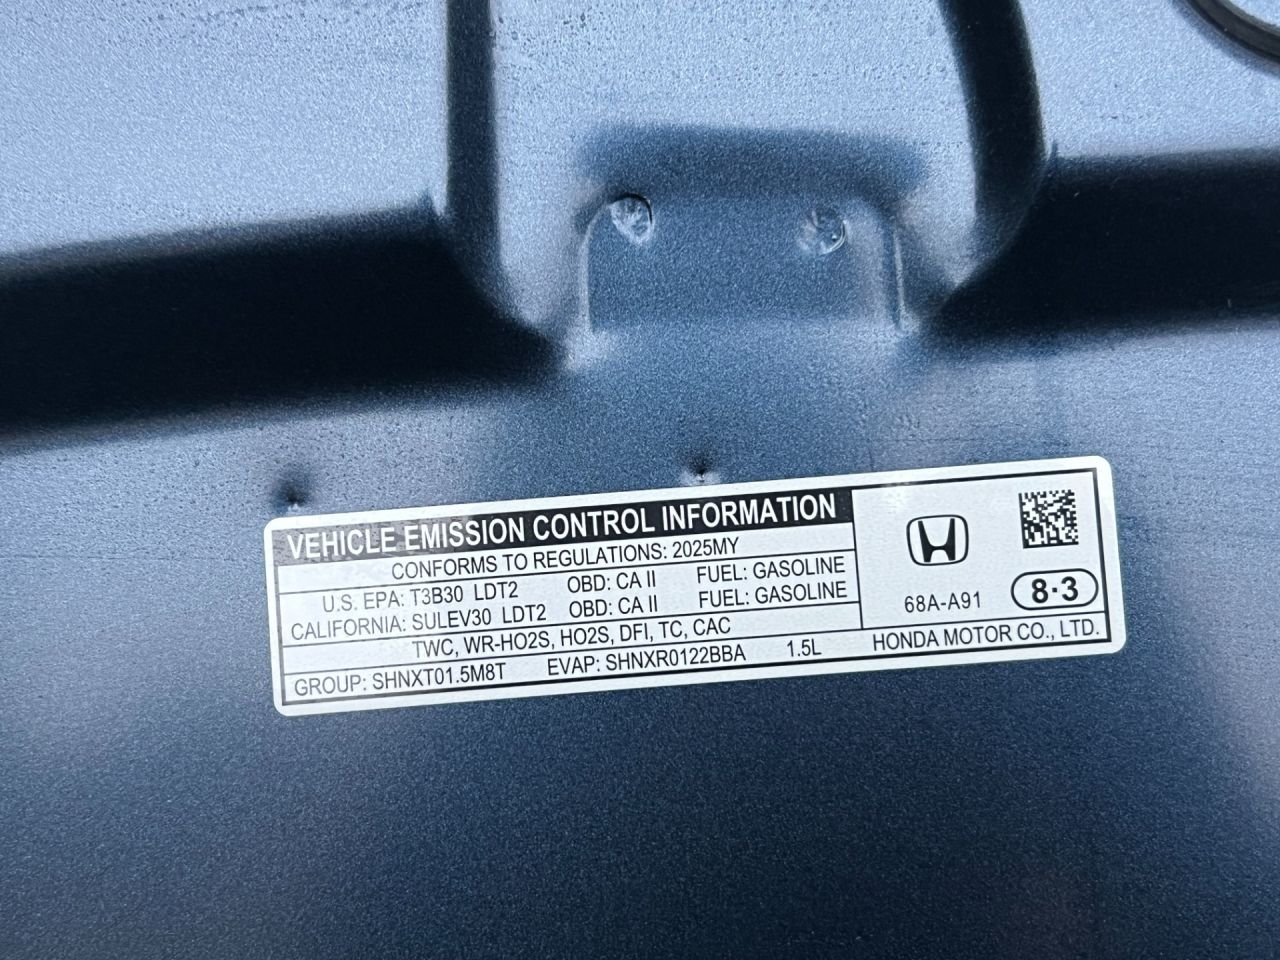 VEHICLE EMISSION CONTROL INFORMATION
CONFORMS TO REGULATIONS: 2025MY
U.S. EPA: T3B30 LDT2 OBD: CA II FUEL: GASOLINE
CALIFORNIA: SULEV30 LDT2 OBD: CA II FUEL: GASOLINE
TWC, WR-HO2S, HO2S, DFI, TC, CAC
GROUP: SHNXT01.5M8T EVAP: SHNXR0122BBA 1.5L
68A-A91
8·3
HONDA MOTOR CO., LTD.